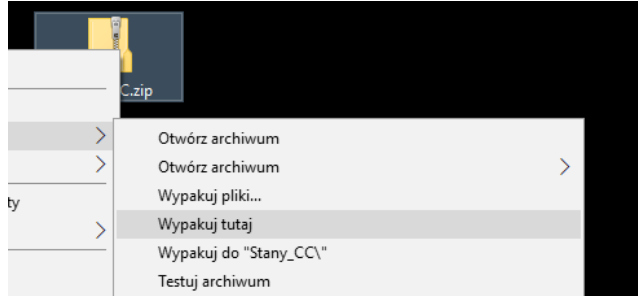 C.zip
Otwórz archiwum
Otwórz archiwum
Wypakuj pliki...
ty
Wypakuj tutaj
Wypakuj do "Stany_CC\"
Testuj archiwum